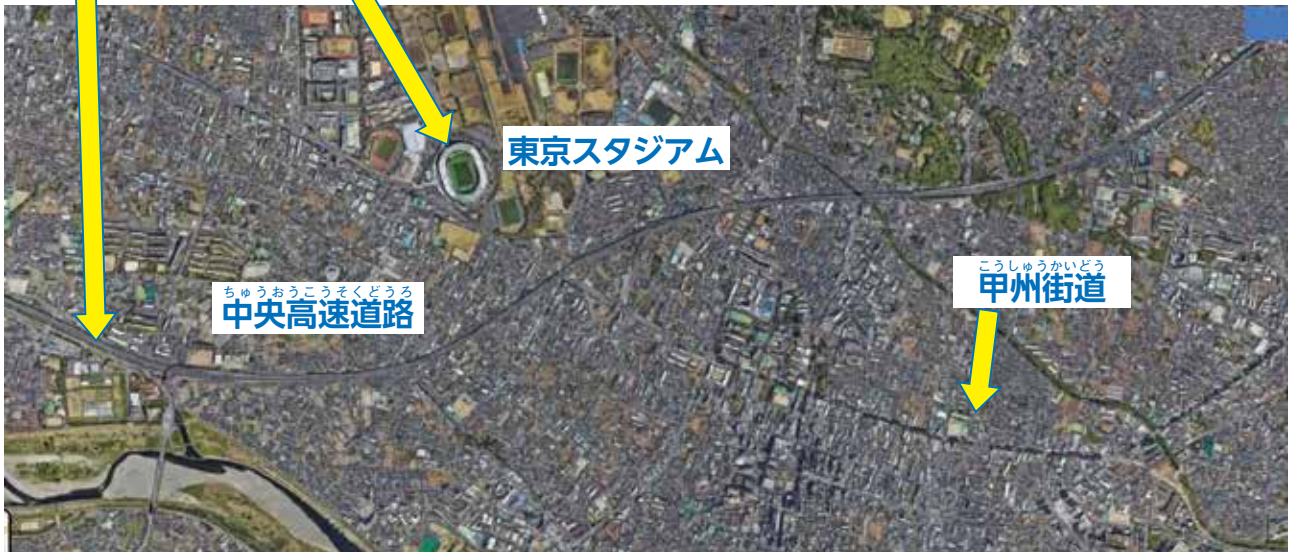 東京スタジアム
こうしゅうかいどう
甲州街道
ちゅうおうこうそくどうろ
中央高速道路